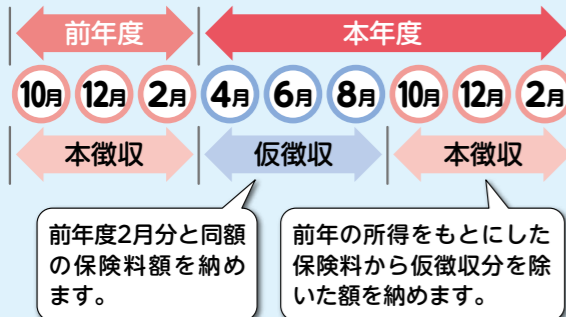 前年度 本年度
10月 12月 2月 4月 6月 8月 10月 12月 2月
本徴収 仮徴収 本徴収
前年度2月分と同額
の保険料額を納め
ます。
前年の所得をもとにした
保険料から仮徴収分を除
いた額を納めます。